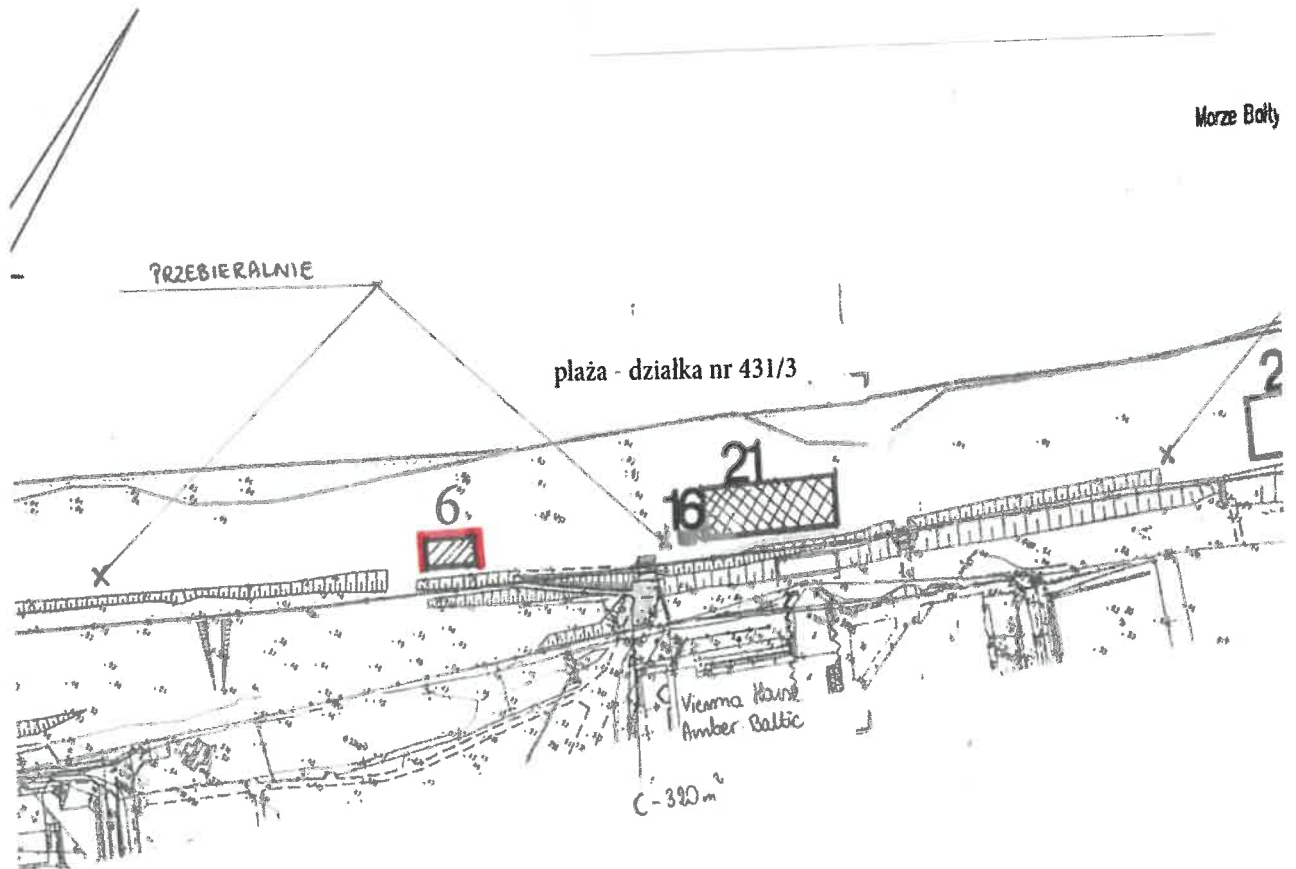 Morze Bałty
PRZEBIERALNIE
plaża - działka nr 431/3
2
21
16
6
Vienna House
Amber Baltic
C-320 m²